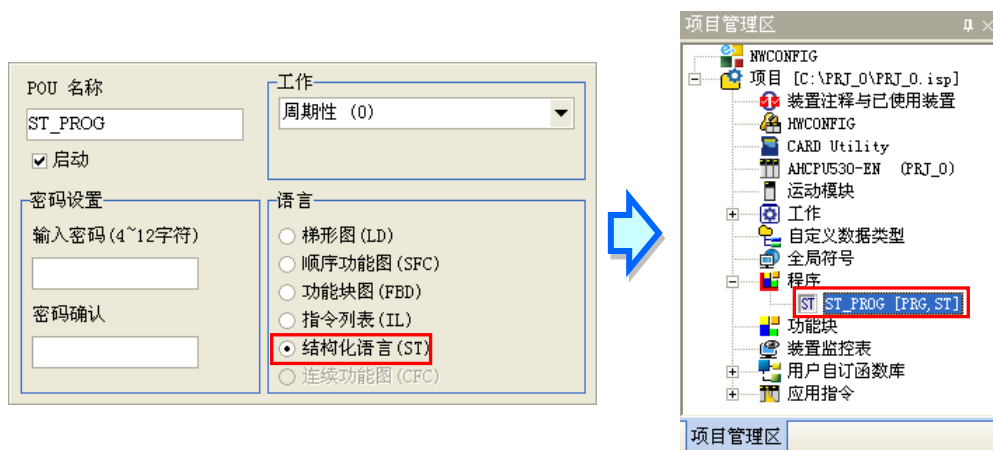 POU 名称
ST_PROG
启动
工作
周期性 (0)
密码设置
输入密码(4~12字符)
密码确认
语言
梯形图(LD)
顺序功能图(SFC)
功能块图(FBD)
指令列表(IL)
结构化语言(ST)
连续功能图(CFC)
项目管理区
NWCONFIG
项目 [C:\PRJ_0\PRJ_0.isp]
装置注释与已使用装置
HWCONFIG
CARD Utility
AHCPU530-EN (PRJ_0)
运动模块
工作
自定义数据类型
全局符号
程序
ST ST_PROG [PRG,ST]
功能块
装置监控表
用户自订函数库
应用指令
项目管理区